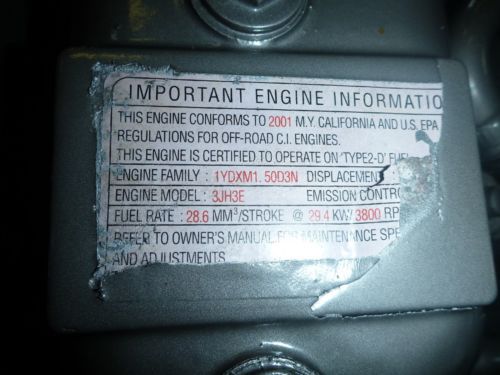 IMPORTANT ENGINE INFORMATIO
THIS ENGINE CONFORMS TO 2001 M.Y. CALIFORNIA AND U.S. EPA
REGULATIONS FOR OFF-ROAD C.I. ENGINES.
THIS ENGINE IS CERTIFIED TO OPERATE ON "TYPE2-D" FUE
ENGINE FAMILY : 1YDXM1. 50D3N DISPLACEMENT
ENGINE MODEL : 3JH3E EMISSION CONTRO
FUEL RATE : 28.6 MM³/STROKE @ 29.4 KW/ 3800 RP
REFER TO OWNER'S MANUAL FOR MAINTENANCE SPE
AND ADJUSTMENTS